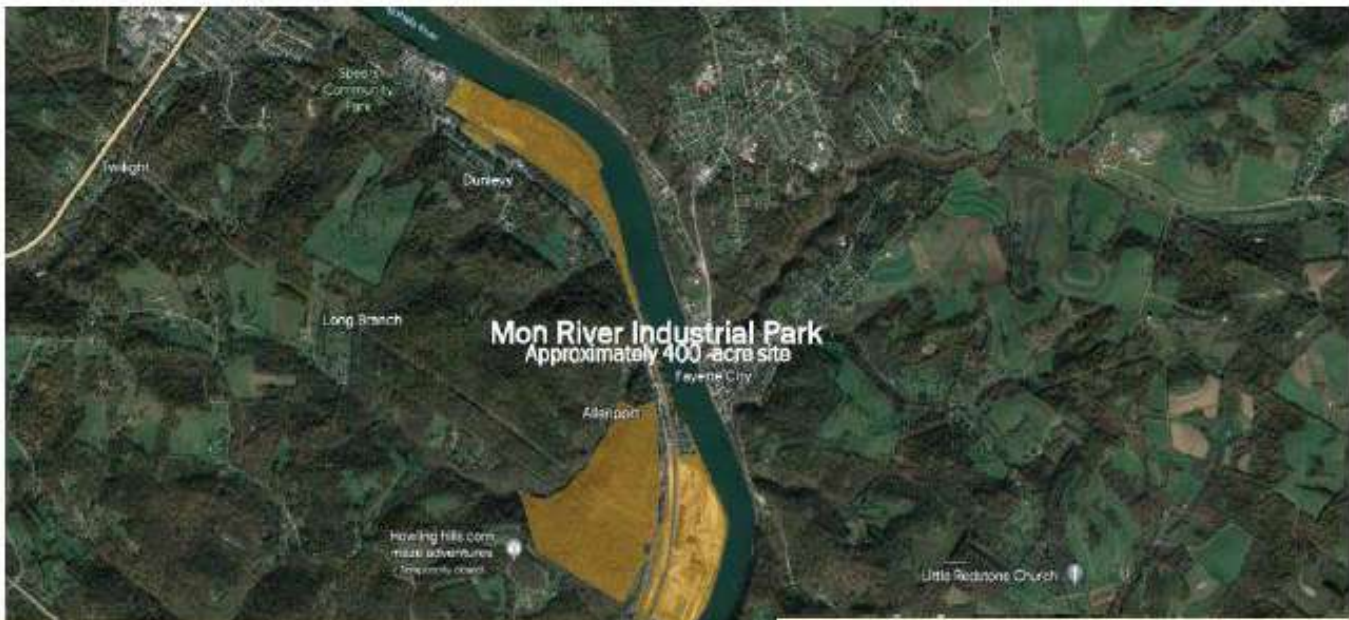 River
Speers
Community
Park
Twilight
Dunlevy
Long Branch
Mon River Industrial Park
Approximately 400-acre site
Fayette City
Allenport
Howling hills corn
maze adventures
Temporarily closed
Little Redstone Church